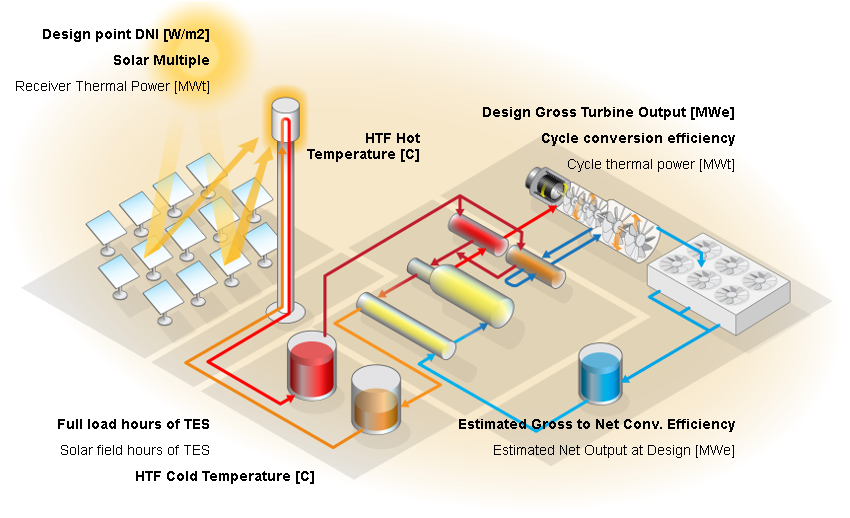 Design point DNI [W/m2]
Solar Multiple
Receiver Thermal Power [MWt]
HTF Hot
Temperature [C]
Design Gross Turbine Output [MWe]
Cycle conversion efficiency
Cycle thermal power [MWt]
Full load hours of TES
Solar field hours of TES
HTF Cold Temperature [C]
Estimated Gross to Net Conv. Efficiency
Estimated Net Output at Design [MWe]